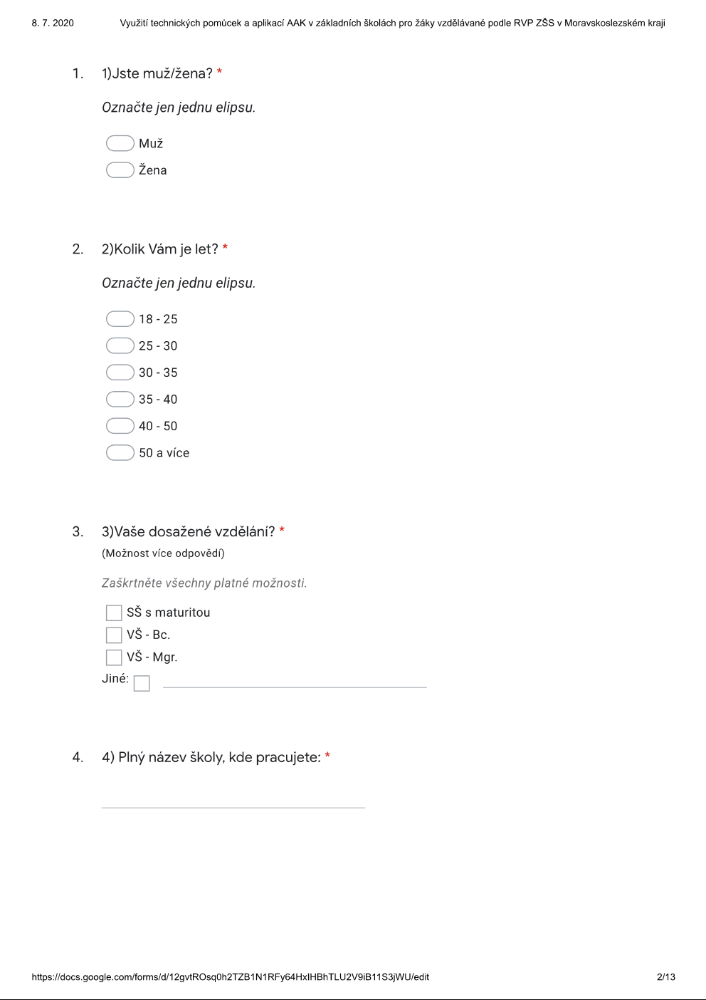 8. 7. 2020 Využití technických pomůcek a aplikací AAK v základních školách pro žáky vzdělávané podle RVP ZŠS v Moravskoslezském kraji
1. 1)Jste muž/žena? *
Označte jen jednu elipsu.
Muž
Žena
2. 2)Kolik Vám je let? *
Označte jen jednu elipsu.
18 - 25
25 - 30
30 - 35
35 - 40
40 - 50
50 a více
3. 3)Vaše dosažené vzdělání? *
(Možnost více odpovědí)
Zaškrtněte všechny platné možnosti.
SŠ s maturitou
VŠ - Bc.
VŠ - Mgr.
Jiné:
4. 4) Plný název školy, kde pracujete: *
https://docs.google.com/forms/d/12gvtROsq0h2TZB1N1RFy64HxIHBhTLU2V9iB11S3jWU/edit 2/13